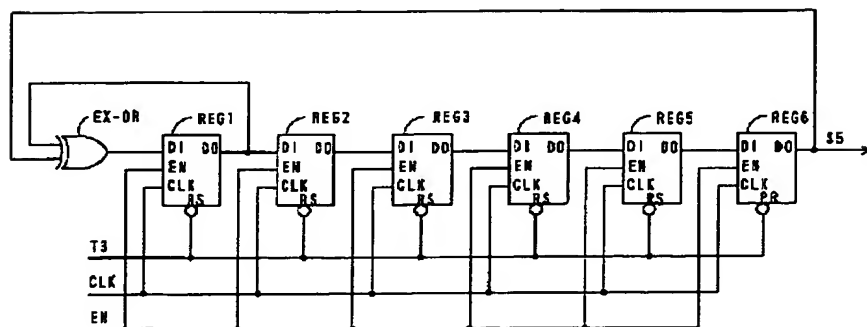 EX-OR REG1 REG2 REG3 REG4 REG5 REG6
S5
DI DO DI DO DI DO DI DO DI DO DI DO
EN EN EN EN EN EN
CLK CLK CLK CLK CLK CLK
RS RS RS RS RS PR
T3
CLK
EN